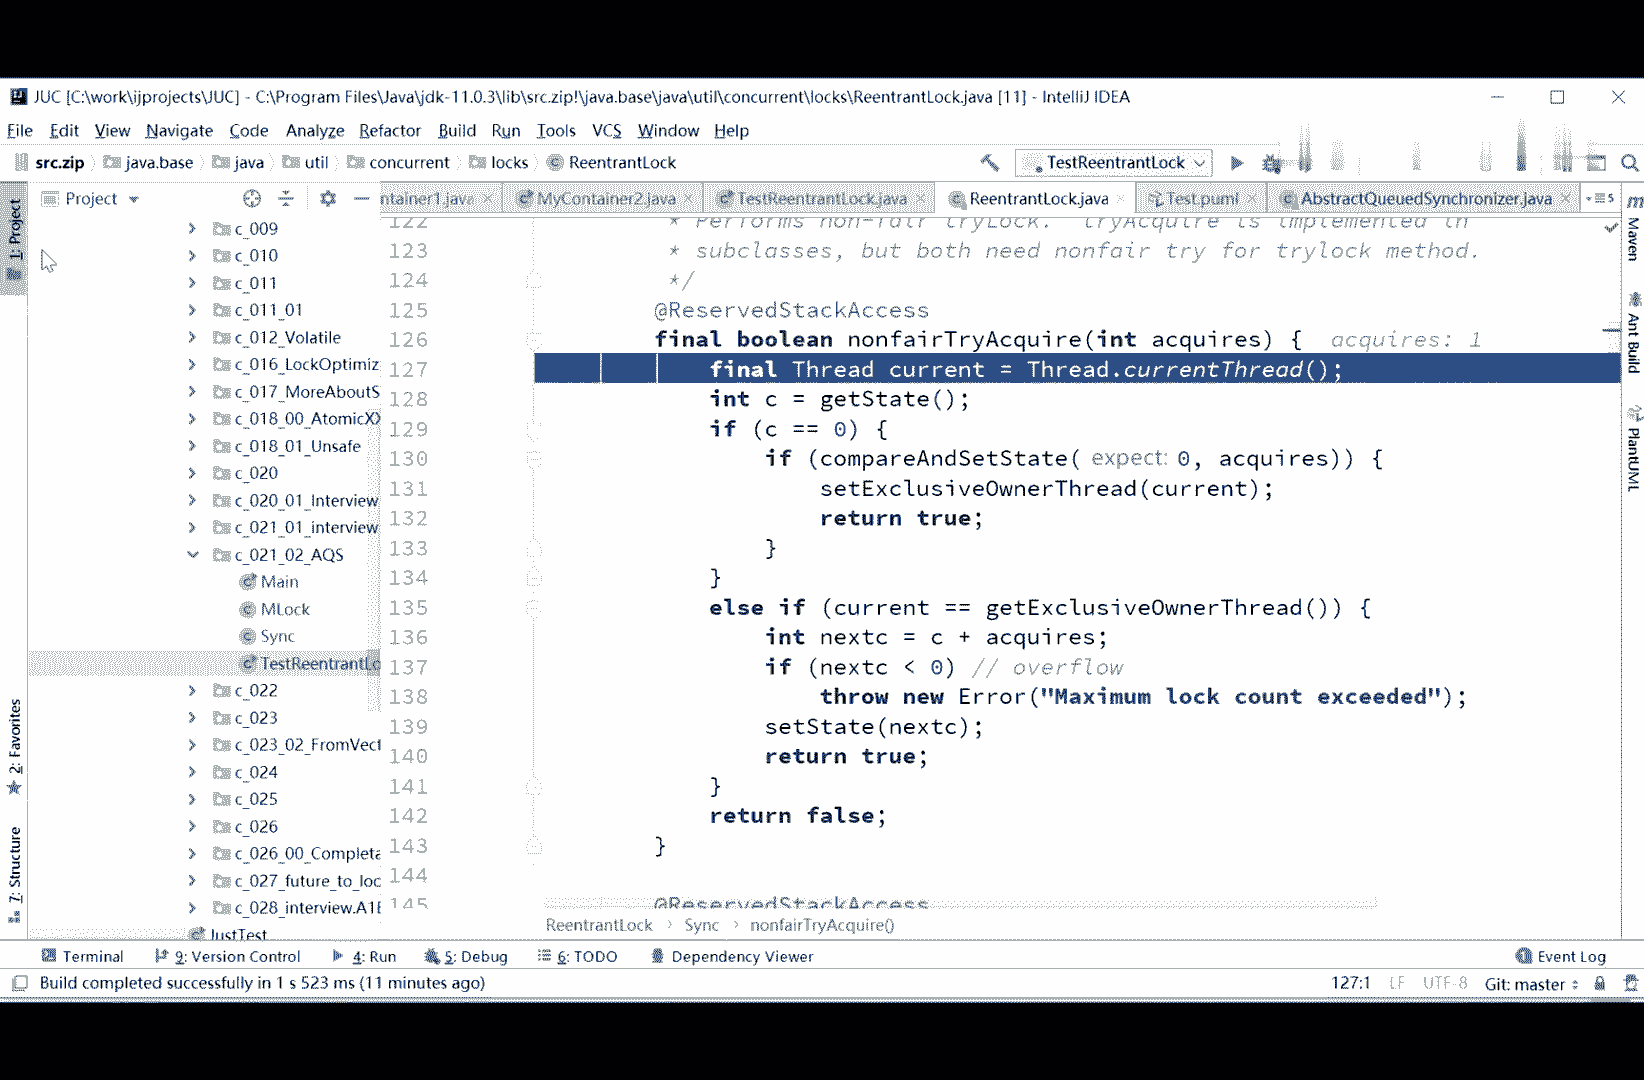 JUC [C:\work\ijprojects\JUC] - C:\Program Files\Java\jdk-11.0.3\lib\src.zip!\java.base\java\util\concurrent\locks\ReentrantLock.java [11] - IntelliJ IDEA
File Edit View Navigate Code Analyze Refactor Build Run Tools VCS Window Help
src.zip java.base java util concurrent locks ReentrantLock TestReentrantLock
Project ntainer1.java MyContainer2.java TestReentrantLock.java ReentrantLock.java Test.puml AbstractQueuedSynchronizer.java
1: Project
2: Favorites
7: Structure
c_009
c_010
c_011
c_011_01
c_012_Volatile
c_016_LockOptimiz
c_017_MoreAboutS
c_018_00_AtomicXX
c_018_01_Unsafe
c_020
c_020_01_Interview
c_021_01_interview
c_021_02_AQS
Main
MLock
Sync
TestReentrantLo
c_022
c_023
c_023_02_FromVect
c_024
c_025
c_026
c_026_00_Completa
c_027_future_to_loc
c_028_interview.A1B
JustTest
122 * Performs non-fair tryLock. tryAcquire is implemented in
123 * subclasses, but both need nonfair try for trylock method.
124 */
125 @ReservedStackAccess
126 final boolean nonfairTryAcquire(int acquires) { acquires: 1
127 final Thread current = Thread.currentThread();
128 int c = getState();
129 if (c == 0) {
130 if (compareAndSetState( expect: 0, acquires)) {
131 setExclusiveOwnerThread(current);
132 return true;
133 }
134 }
135 else if (current == getExclusiveOwnerThread()) {
136 int nextc = c + acquires;
137 if (nextc < 0) // overflow
138 throw new Error("Maximum lock count exceeded");
139 setState(nextc);
140 return true;
141 }
142 return false;
143 }
144
145 @ReservedStackAccess
ReentrantLock Sync nonfairTryAcquire()
Maven
Ant Build
PlantUML
Terminal 9: Version Control 4: Run 5: Debug 6: TODO Dependency Viewer Event Log
Build completed successfully in 1 s 523 ms (11 minutes ago) 127:1 LF UTF-8 Git: master